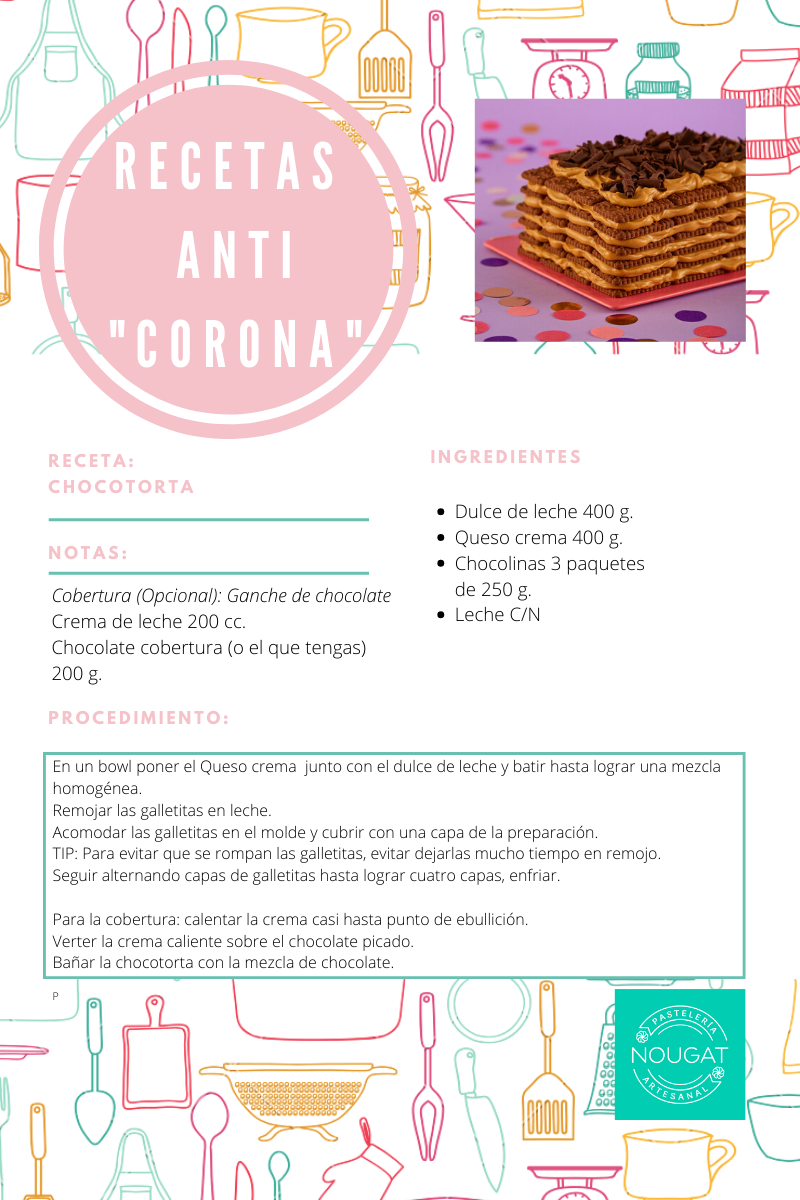 RECETAS
ANTI
"CORONA"
RECETA:
CHOCOTORTA
NOTAS:
Cobertura (Opcional): Ganche de chocolate
Crema de leche 200 cc.
Chocolate cobertura (o el que tengas)
200 g.
INGREDIENTES
• Dulce de leche 400 g.
• Queso crema 400 g.
• Chocolinas 3 paquetes
de 250 g.
• Leche C/N
PROCEDIMIENTO:
En un bowl poner el Queso crema  junto con el dulce de leche y batir hasta lograr una mezcla
homogénea.
Remojar las galletitas en leche.
Acomodar las galletitas en el molde y cubrir con una capa de la preparación.
TIP: Para evitar que se rompan las galletitas, evitar dejarlas mucho tiempo en remojo.
Seguir alternando capas de galletitas hasta lograr cuatro capas, enfriar.
Para la cobertura: calentar la crema casi hasta punto de ebullición.
Verter la crema caliente sobre el chocolate picado.
Bañar la chocotorta con la mezcla de chocolate.
P
PASTELERÍA
NOUGAT
ARTESANAL